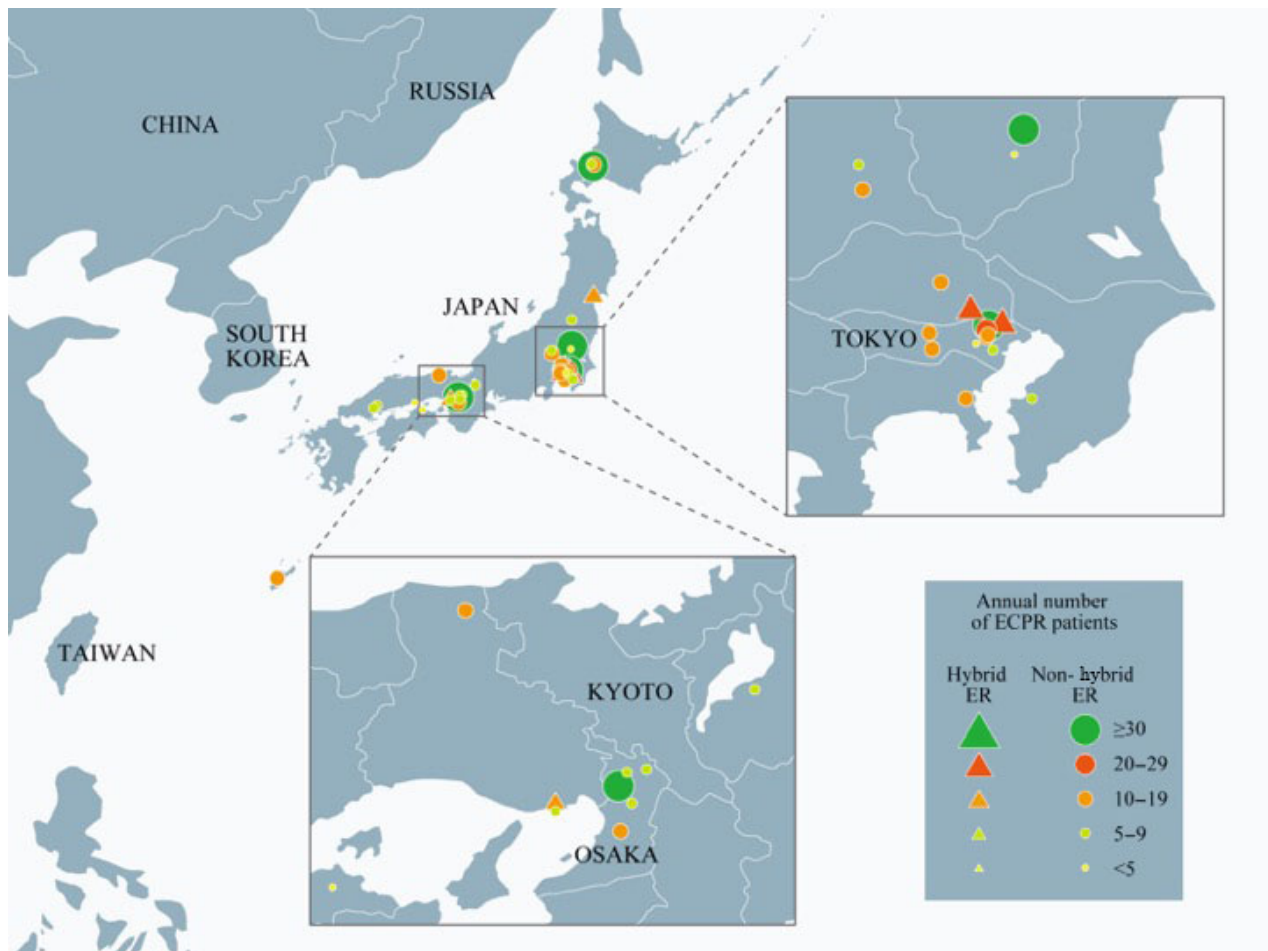 RUSSIA
CHINA
JAPAN
SOUTH
KOREA
TOKYO
TAIWAN
KYOTO
OSAKA
Annual number
of ECPR patients
Hybrid
ER
Non- hybrid
ER
≥30
20–29
10–19
5–9
<5